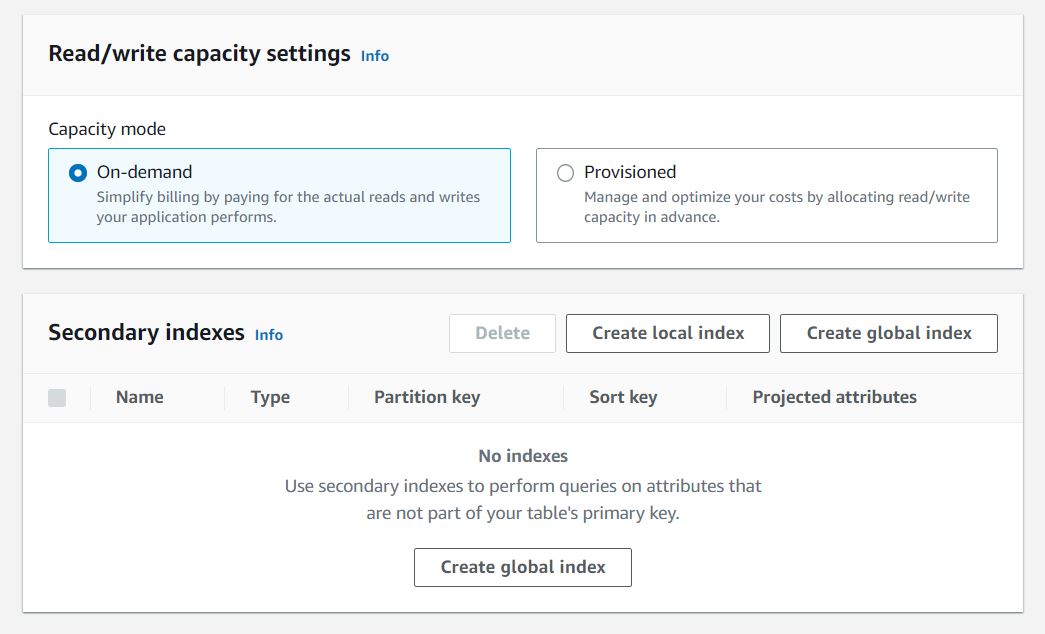 Read/write capacity settings Info
Capacity mode
On-demand
Simplify billing by paying for the actual reads and writes
your application performs.
Provisioned
Manage and optimize your costs by allocating read/write
capacity in advance.
Secondary indexes Info
Delete
Create local index
Create global index
Name Type Partition key Sort key Projected attributes
No indexes
Use secondary indexes to perform queries on attributes that
are not part of your table's primary key.
Create global index